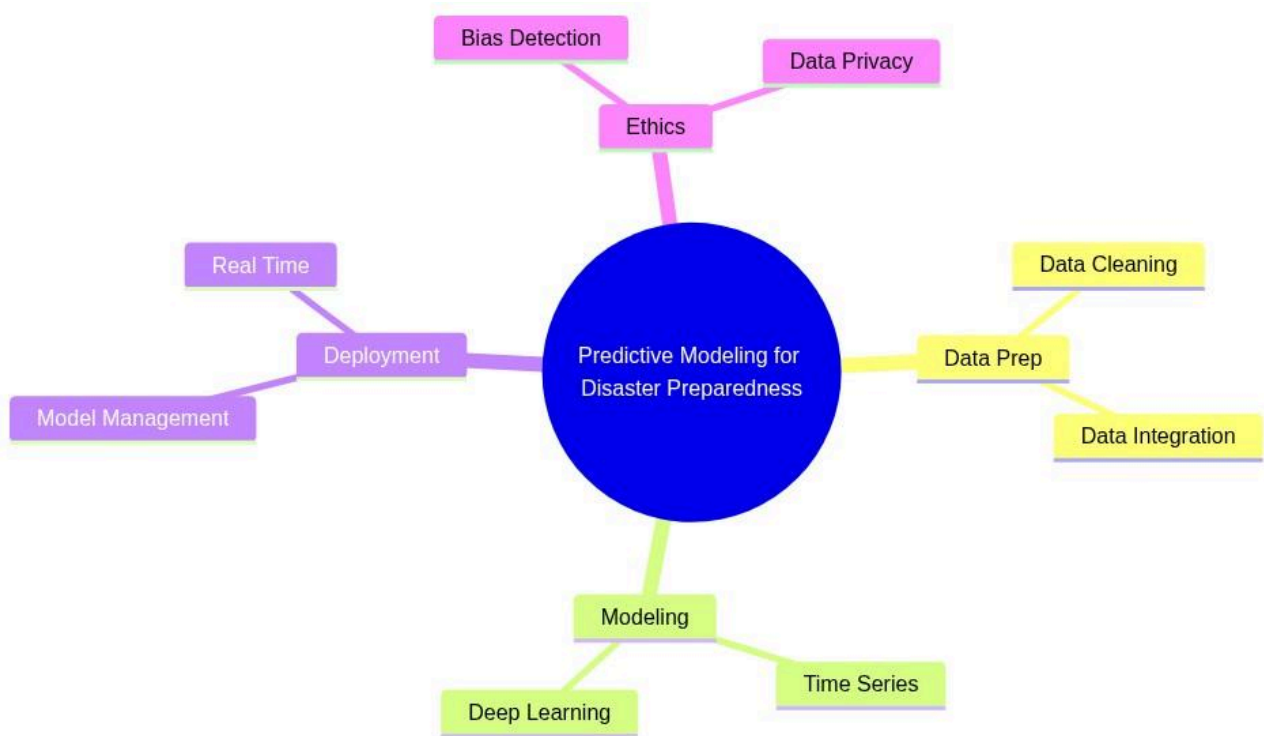 Bias Detection
Data Privacy
Ethics
Real Time
Data Cleaning
Deployment
Predictive Modeling for
Disaster Preparedness
Data Prep
Model Management
Data Integration
Modeling
Time Series
Deep Learning